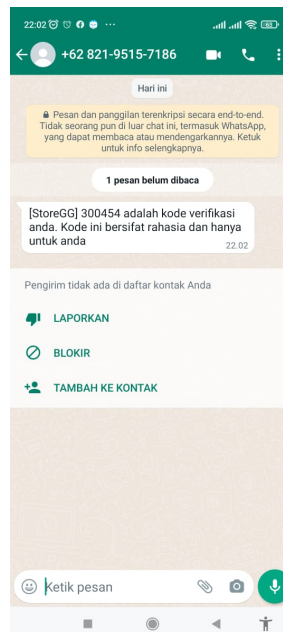 22:02
63
+62 821-9515-7186
Hari ini
Pesan dan panggilan terenkripsi secara end-to-end.
Tidak seorang pun di luar chat ini, termasuk WhatsApp,
yang dapat membaca atau mendengarkannya. Ketuk
untuk info selengkapnya.
1 pesan belum dibaca
[StoreGG] 300454 adalah kode verifikasi
anda. Kode ini bersifat rahasia dan hanya
untuk anda
22.02
Pengirim tidak ada di daftar kontak Anda
LAPORKAN
BLOKIR
TAMBAH KE KONTAK
Ketik pesan